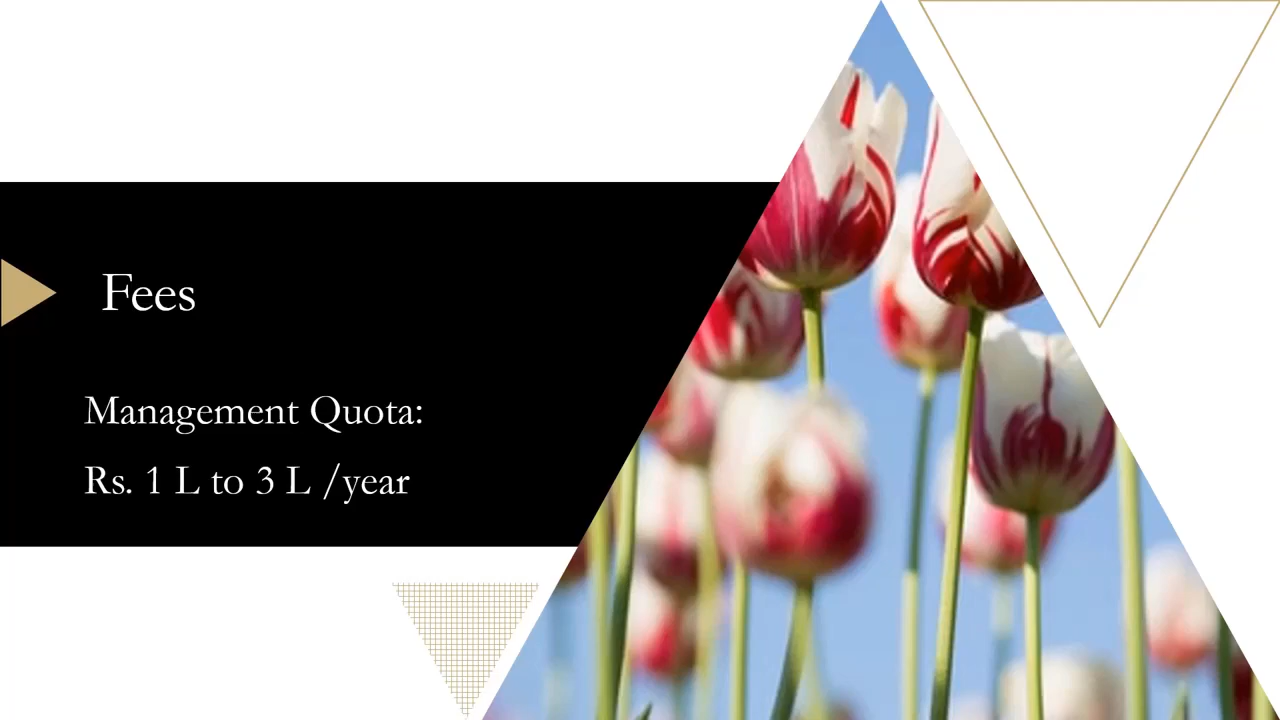 Fees
Management Quota:
Rs. 1 L to 3 L /year